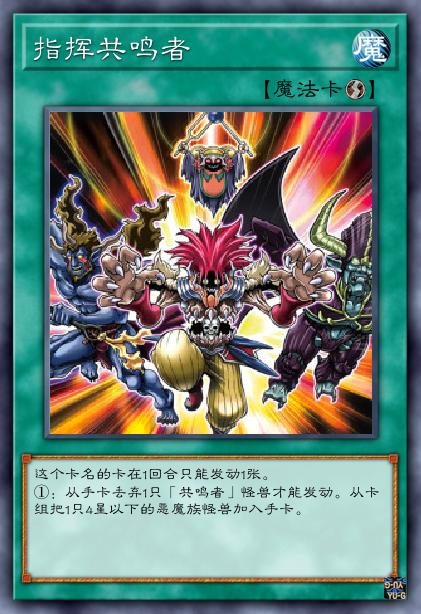 指挥共鸣者
魔
【魔法卡】
这个卡名的卡在1回合只能发动1张。
①：从手卡丢弃1只「共鸣者」怪兽才能发动。从卡
组把1只4星以下的恶魔族怪兽加入手卡。